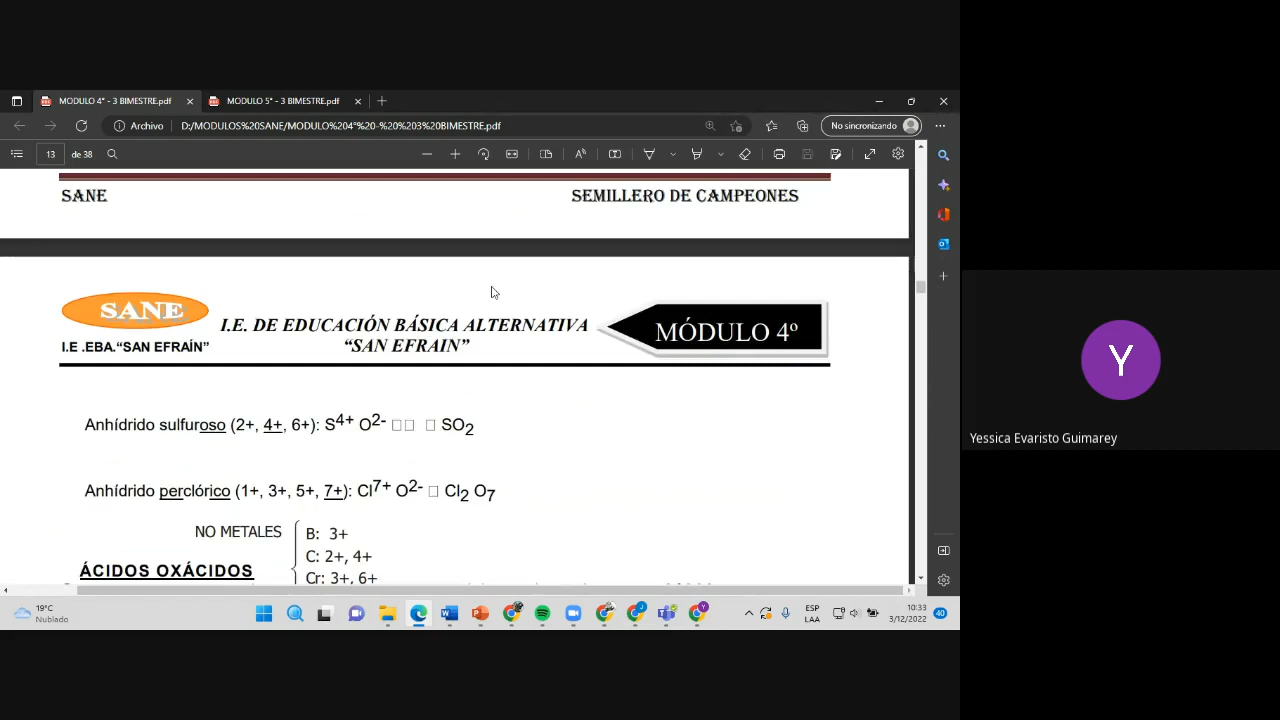 MODULO 4° - 3 BIMESTRE.pdf
MODULO 5° - 3 BIMESTRE.pdf
Archivo
D:/MODULOS%20SANE/MODULO%204°%20-%20%203%20BIMESTRE.pdf
No sincronizando
13 de 38
SANE
SEMILLERO DE CAMPEONES
SANE
I.E .EBA.“SAN EFRAÍN”
I.E. DE EDUCACIÓN BÁSICA ALTERNATIVA
“SAN EFRAIN”
MÓDULO 4º
Anhídrido sulfuroso (2+, 4+, 6+): S4+ O2- □□ □ SO2
Anhídrido perclórico (1+, 3+, 5+, 7+): Cl7+ O2- □ Cl2 O7
NO METALES
B: 3+
C: 2+, 4+
ÁCIDOS OXÁCIDOS
Cr: 3+, 6+
19°C
Nublado
ESP
LAA
10:33
3/12/2022
40
Y
Yessica Evaristo Guimarey